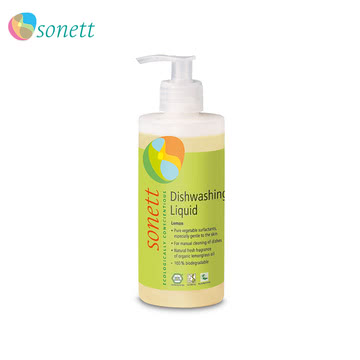 sonett
sonett
ECOLOGICALLY CONSCIENTIOUS
Dishwashing
Liquid
Lemon
• Pure vegetable surfactants,
especially gentle to the skin.
• For manual cleaning of dishes
• Natural fresh fragrance
of organic lemongrass oil
• 100% biodegradable